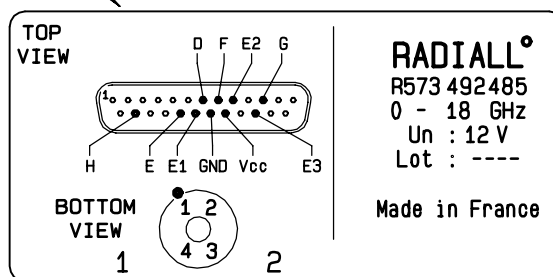 TOP
VIEW
D F E2 G
1
H E E1 GND Vcc E3
BOTTOM
VIEW
1 2
4 3
1 2
RADIALL°
R573 492485
0 - 18 GHz
Un : 12 V
Lot : ----
Made in France